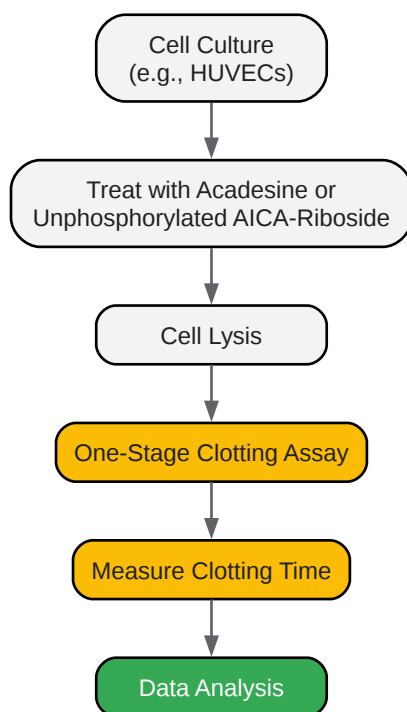 Cell Culture
(e.g., HUVECs)
Treat with Acadesine or
Unphosphorylated AICA-Riboside
Cell Lysis
One-Stage Clotting Assay
Measure Clotting Time
Data Analysis